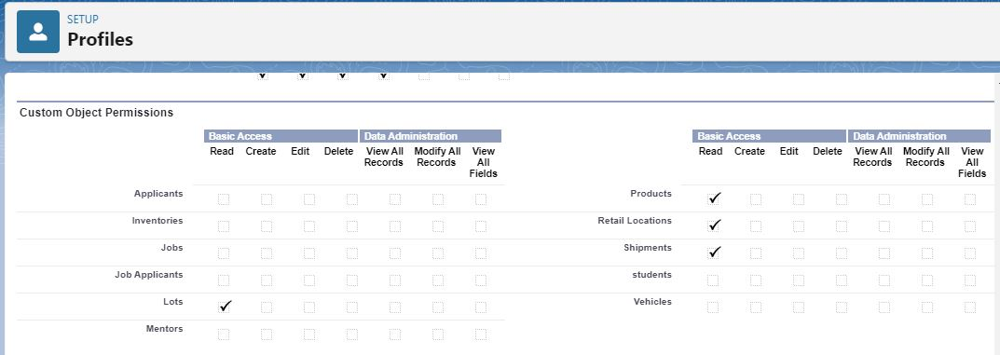 SETUP
Profiles
Custom Object Permissions
Basic Access Data Administration Basic Access Data Administration
Read Create Edit Delete View All Records Modify All Records View All Fields Read Create Edit Delete View All Records Modify All Records View All Fields
Applicants Products
Inventories Retail Locations
Jobs Shipments
Job Applicants students
Lots Vehicles
Mentors